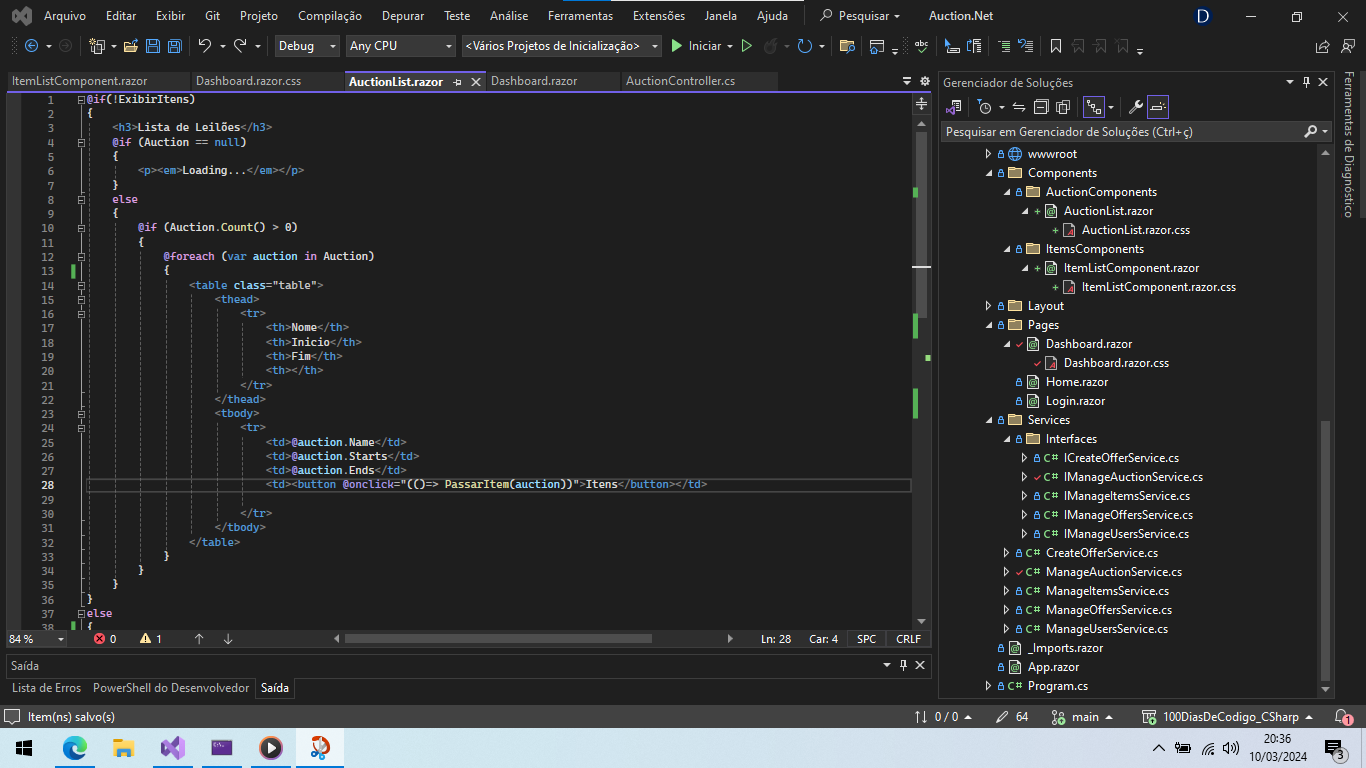 Arquivo Editar Exibir Git Projeto Compilação Depurar Teste Análise Ferramentas Extensões Janela Ajuda Pesquisar Auction.Net D
Debug Any CPU <Vários Projetos de Inicialização> Iniciar abc
ItemListComponent.razor Dashboard.razor.css AuctionList.razor Dashboard.razor AuctionController.cs
1 @if(!ExibirItens)
2 {
3 <h3>Lista de Leilões</h3>
4 @if (Auction == null)
5 {
6 <p><em>Loading...</em></p>
7 }
8 else
9 {
10 @if (Auction.Count() > 0)
11 {
12 @foreach (var auction in Auction)
13 {
14 <table class="table">
15 <thead>
16 <tr>
17 <th>Nome</th>
18 <th>Inicio</th>
19 <th>Fim</th>
20 <th></th>
21 </tr>
22 </thead>
23 <tbody>
24 <tr>
25 <td>@auction.Name</td>
26 <td>@auction.Starts</td>
27 <td>@auction.Ends</td>
28 <td><button @onclick="(()=> PassarItem(auction))">Itens</button></td>
29
30 </tr>
31 </tbody>
32 </table>
33 }
34 }
35 }
36 }
37 else
38 {
84 % 0 1 Ln: 28 Car: 4 SPC CRLF
Saída
Lista de Erros PowerShell do Desenvolvedor Saída
Gerenciador de Soluções
Pesquisar em Gerenciador de Soluções (Ctrl+ç)
wwwroot
Components
AuctionComponents
AuctionList.razor
AuctionList.razor.css
ItemsComponents
ItemListComponent.razor
ItemListComponent.razor.css
Layout
Pages
Dashboard.razor
Dashboard.razor.css
Home.razor
Login.razor
Services
Interfaces
C# ICreateOfferService.cs
C# IManageAuctionService.cs
C# IManageItemsService.cs
C# IManageOffersService.cs
C# IManageUsersService.cs
C# CreateOfferService.cs
C# ManageAuctionService.cs
C# ManageItemsService.cs
C# ManageOffersService.cs
C# ManageUsersService.cs
_Imports.razor
App.razor
C# Program.cs
Ferramentas de Diagnóstico
Item(ns) salvo(s) 0 / 0 64 main 100DiasDeCodigo_CSharp 1
20:36
10/03/2024
3